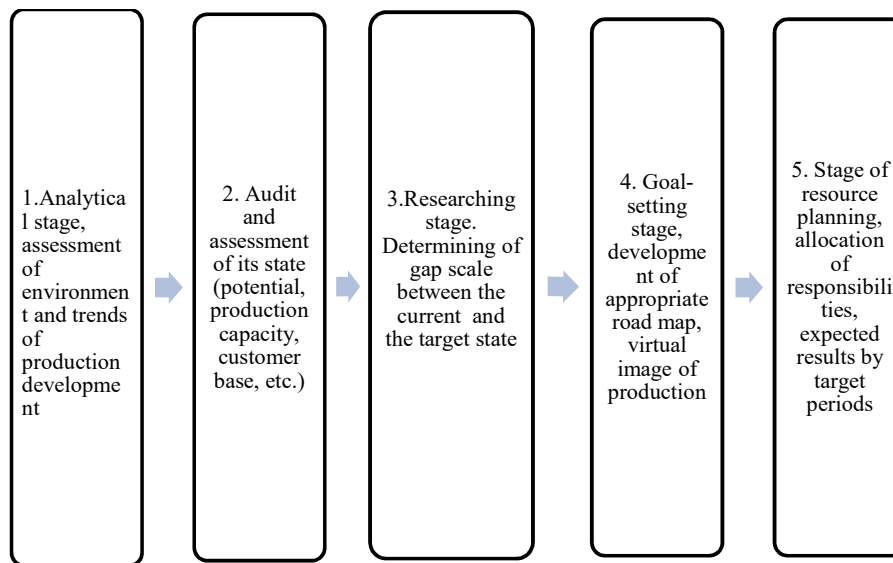 1.Analytica
l stage,
assessment
of
environmen
t and trends
of
production
developme
nt
2. Audit
and
assessment
of its state
(potential,
production
capacity,
customer
base, etc.)
3.Researching
stage.
Determining of
gap scale
between the
current and
the target state
4. Goal-
setting
stage,
developme
nt of
appropriate
road map,
virtual
image of
production
5. Stage of
resource
planning,
allocation
of
responsibili
ties,
expected
results by
target
periods